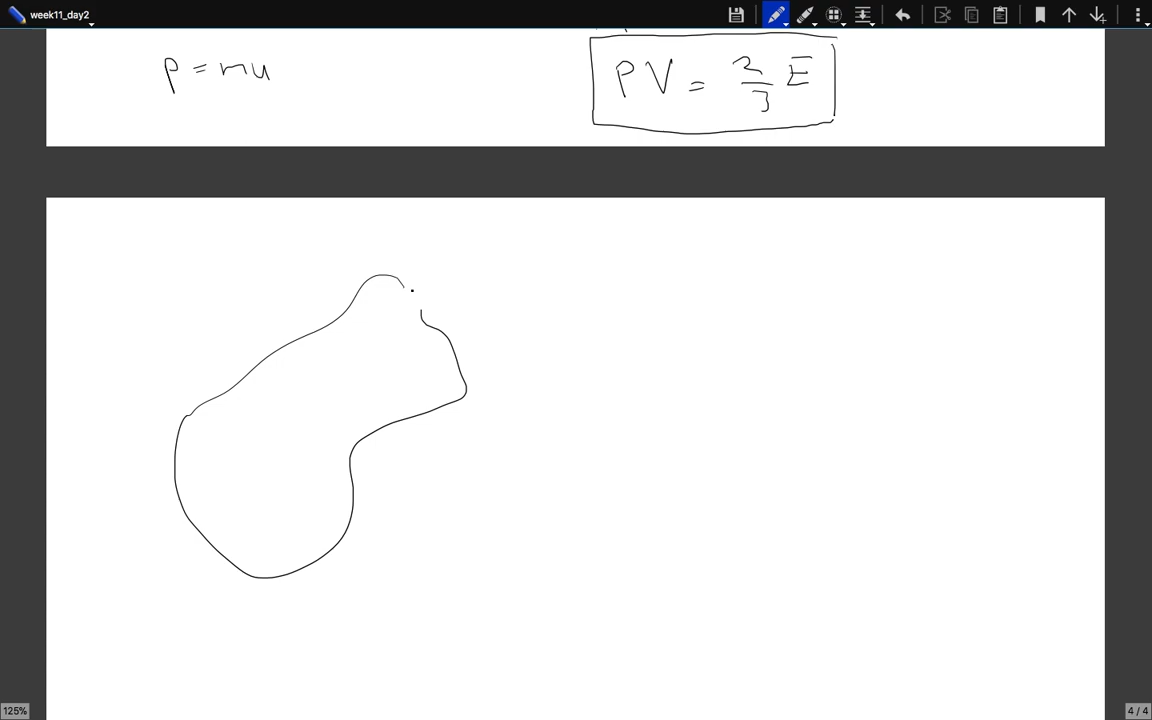 week11_day2
p = mu
PV = 2/3 E
125%
4 / 4